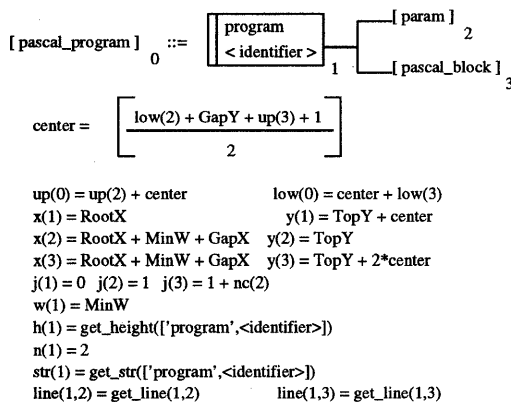 [ pascal_program ] 0 ::= program
< identifier > 1
[ param ] 2
[ pascal_block ] 3
center = [ low(2) + GapY + up(3) + 1
2 ]
up(0) = up(2) + center low(0) = center + low(3)
x(1) = RootX y(1) = TopY + center
x(2) = RootX + MinW + GapX y(2) = TopY
x(3) = RootX + MinW + GapX y(3) = TopY + 2*center
j(1) = 0 j(2) = 1 j(3) = 1 + nc(2)
w(1) = MinW
h(1) = get_height(['program',<identifier>])
n(1) = 2
str(1) = get_str(['program',<identifier>])
line(1,2) = get_line(1,2) line(1,3) = get_line(1,3)